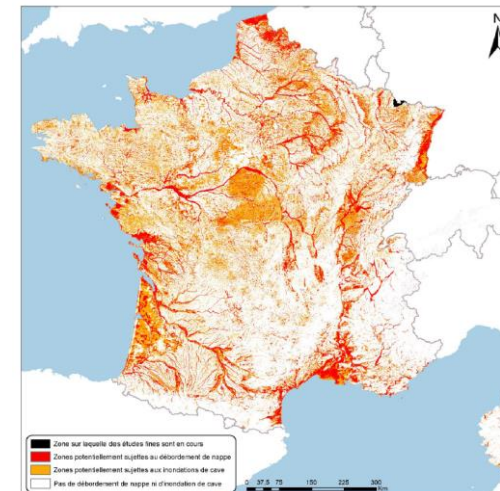 N
Zone sur laquelle des études fines sont en cours
Zones potentiellement sujettes au débordement de nappe
Zones potentiellement sujettes aux inondations de cave
Pas de débordement de nappe ni d'inondation de cave
0 37,5 75 150 225 300
Km